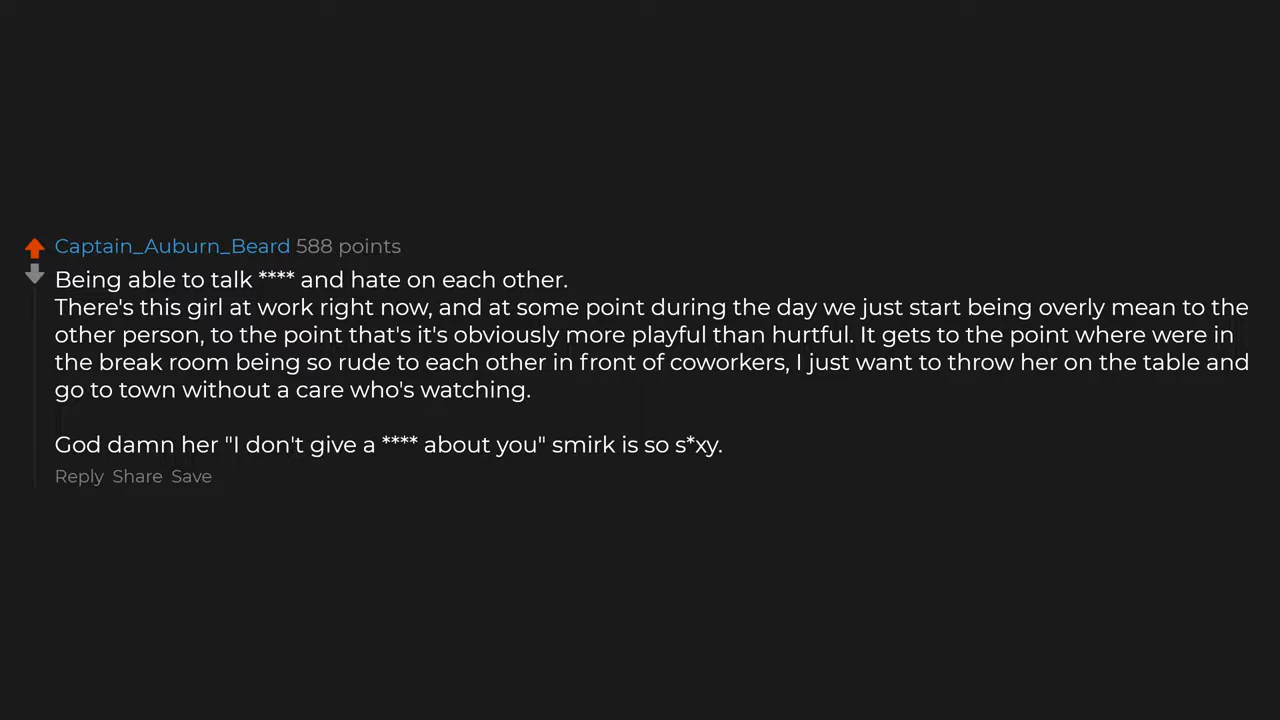 Captain_Auburn_Beard 588 points
Being able to talk **** and hate on each other.
There's this girl at work right now, and at some point during the day we just start being overly mean to the
other person, to the point that's it's obviously more playful than hurtful. It gets to the point where were in
the break room being so rude to each other in front of coworkers, I just want to throw her on the table and
go to town without a care who's watching.
God damn her "I don't give a **** about you" smirk is so s*xy.
Reply Share Save